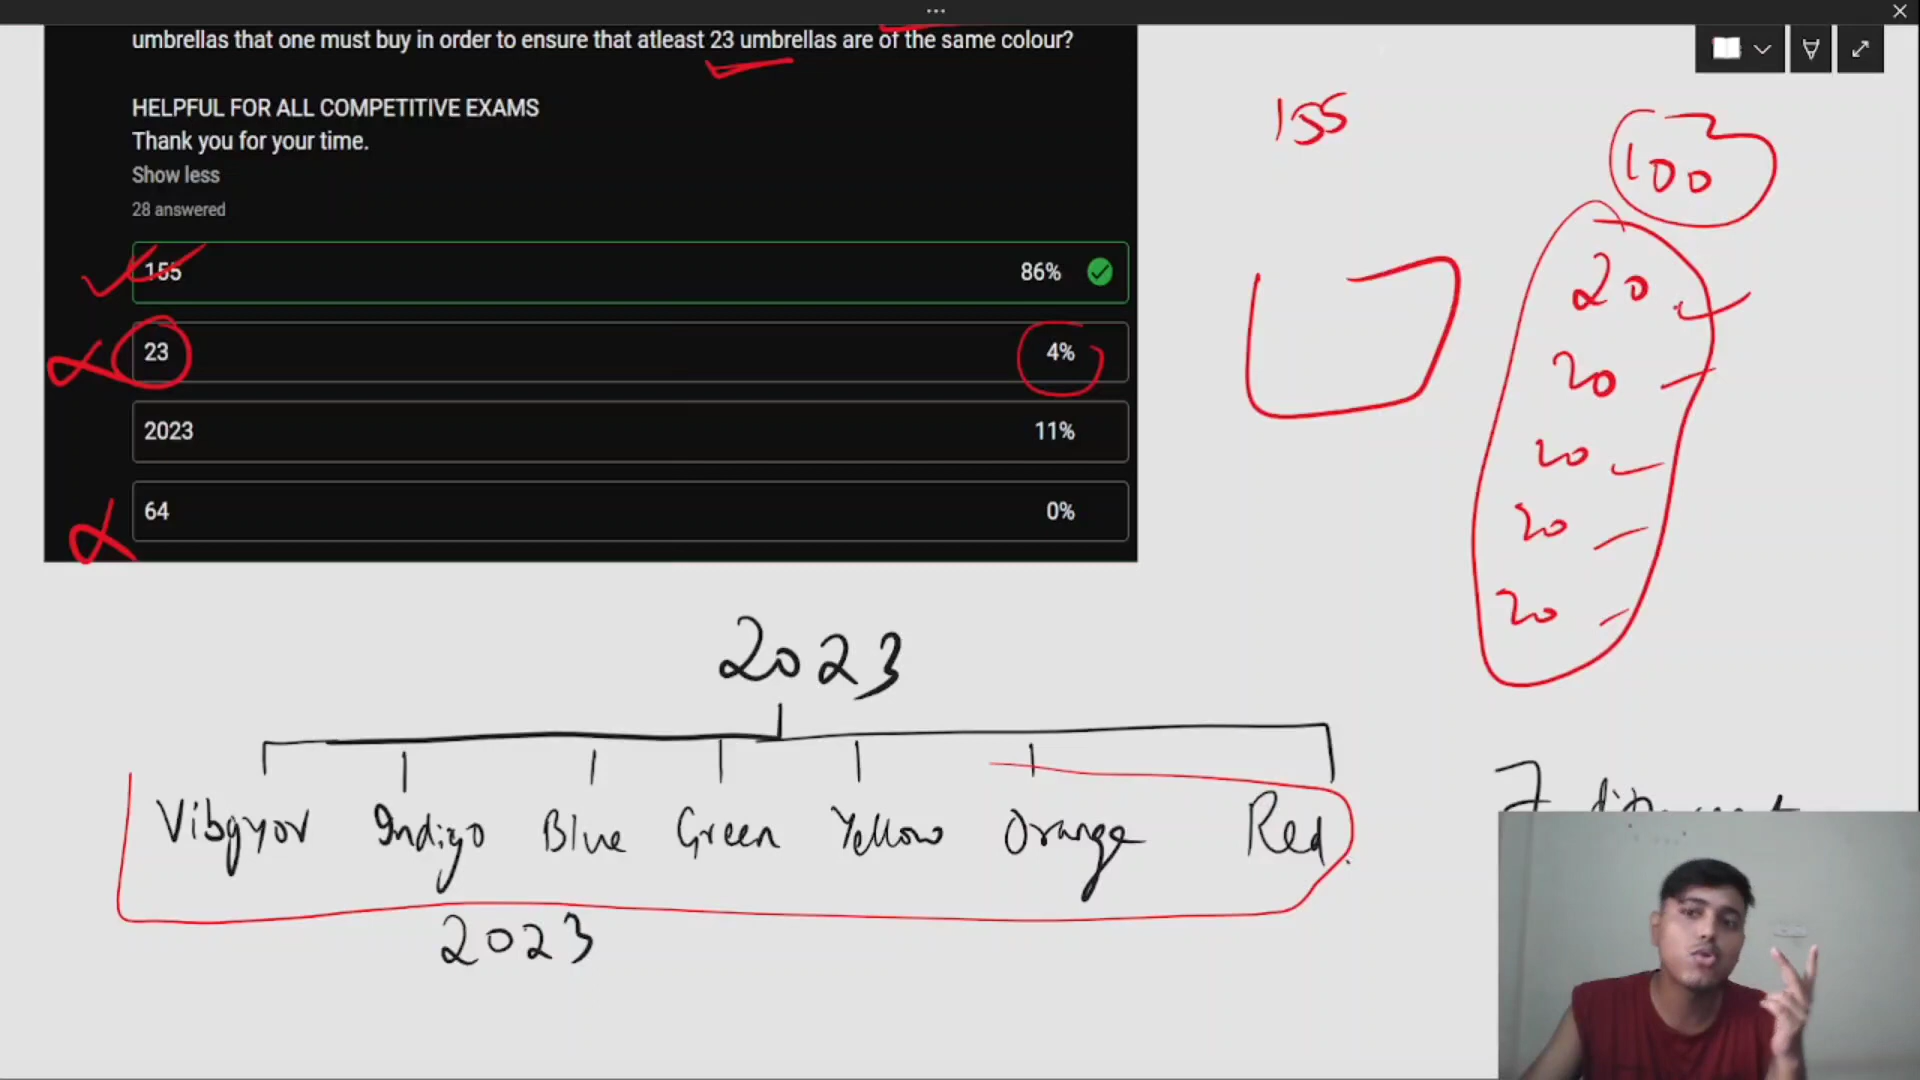 umbrellas that one must buy in order to ensure that atleast 23 umbrellas are of the same colour?
HELPFUL FOR ALL COMPETITIVE EXAMS
Thank you for your time.
Show less
28 answered
155 86%
23 4%
2023 11%
64 0%
155
100
20
20
20
20
20
2023
Vibgyor Indigo Blue Green Yellow Orange Red.
2023
7